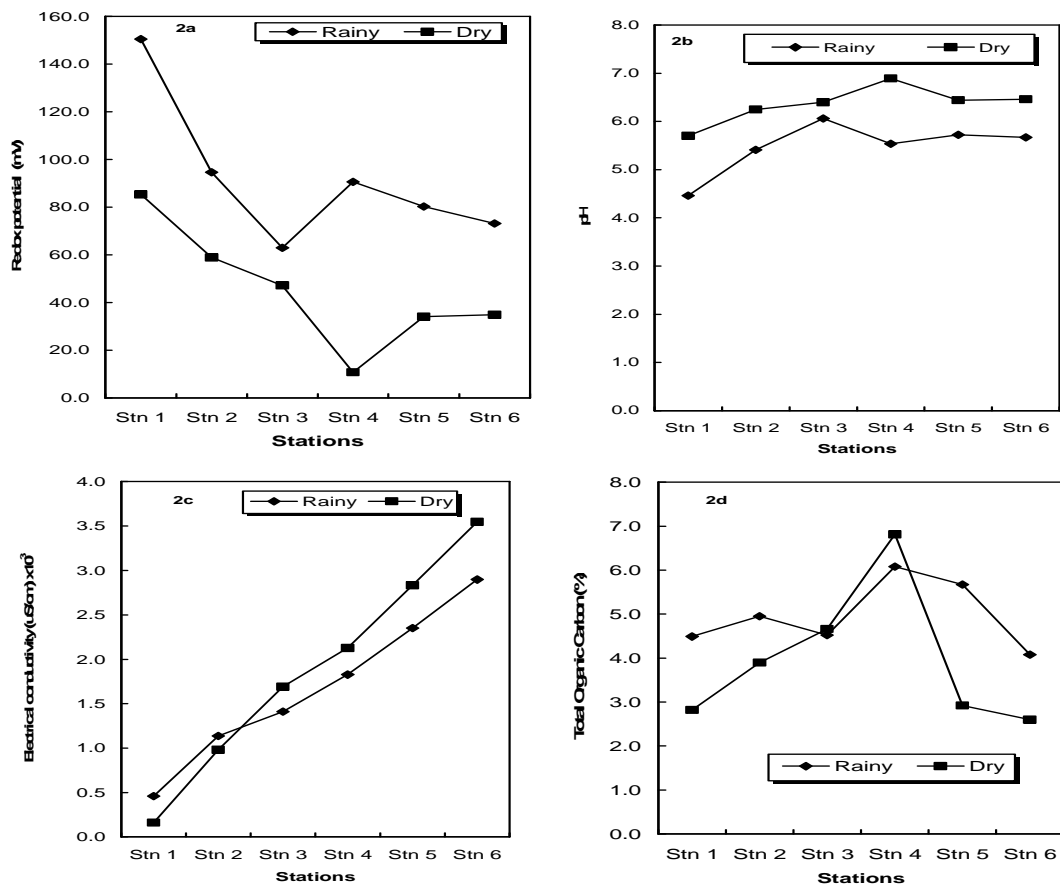 2a
Rainy Dry
160.0
140.0
120.0
100.0
80.0
60.0
40.0
20.0
0.0
Redox potential (mV)
Stn 1 Stn 2 Stn 3 Stn 4 Stn 5 Stn 6
Stations
2b
Rainy Dry
8.0
7.0
6.0
5.0
4.0
3.0
2.0
1.0
0.0
pH
Stn 1 Stn 2 Stn 3 Stn 4 Stn 5 Stn 6
Stations
2c
Rainy Dry
4.0
3.5
3.0
2.5
2.0
1.5
1.0
0.5
0.0
Electrical conductivity (uS/cm) x10³
Stn 1 Stn 2 Stn 3 Stn 4 Stn 5 Stn 6
Stations
2d
8.0
7.0
6.0
5.0
4.0
3.0
2.0
1.0
0.0
Total Organic Carbon (%)
Rainy Dry
Stn 1 Stn 2 Stn 3 Stn 4 Stn 5 Stn 6
Stations